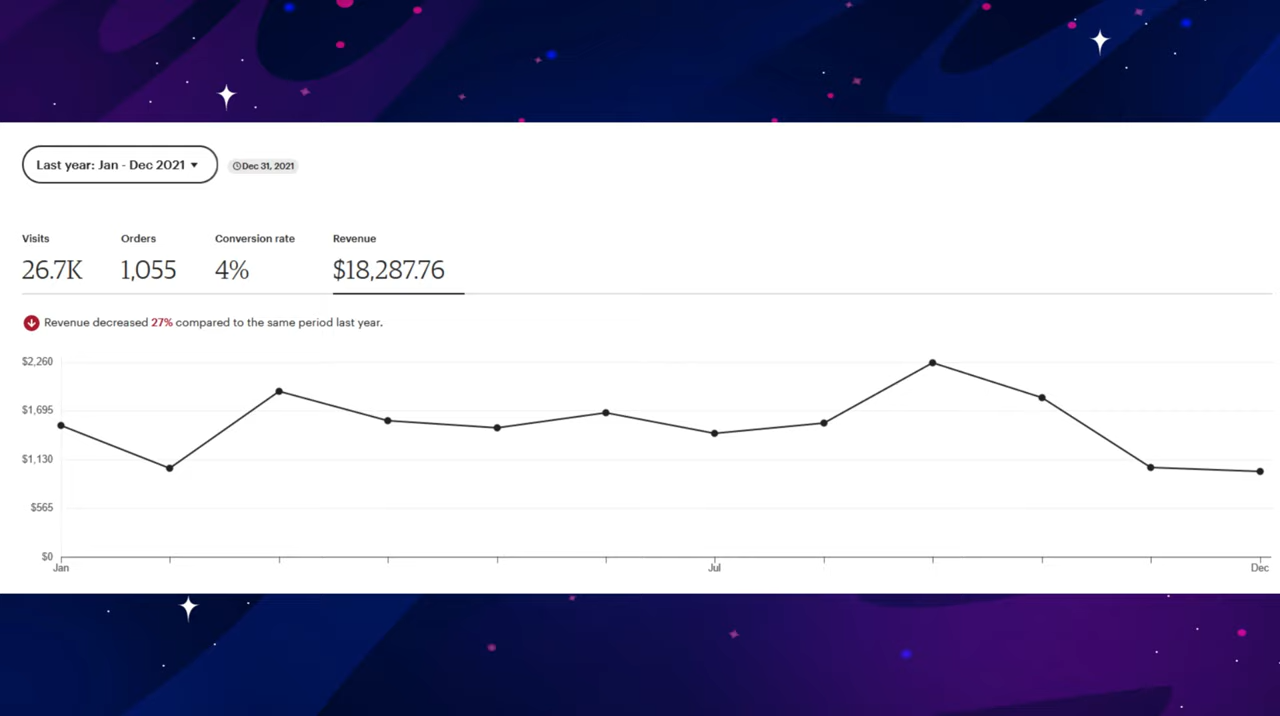 Last year: Jan - Dec 2021
Dec 31, 2021
Visits Orders Conversion rate Revenue
26.7K 1,055 4% $18,287.76
Revenue decreased 27% compared to the same period last year.
$2,260
$1,695
$1,130
$565
$0
Jan Jul Dec